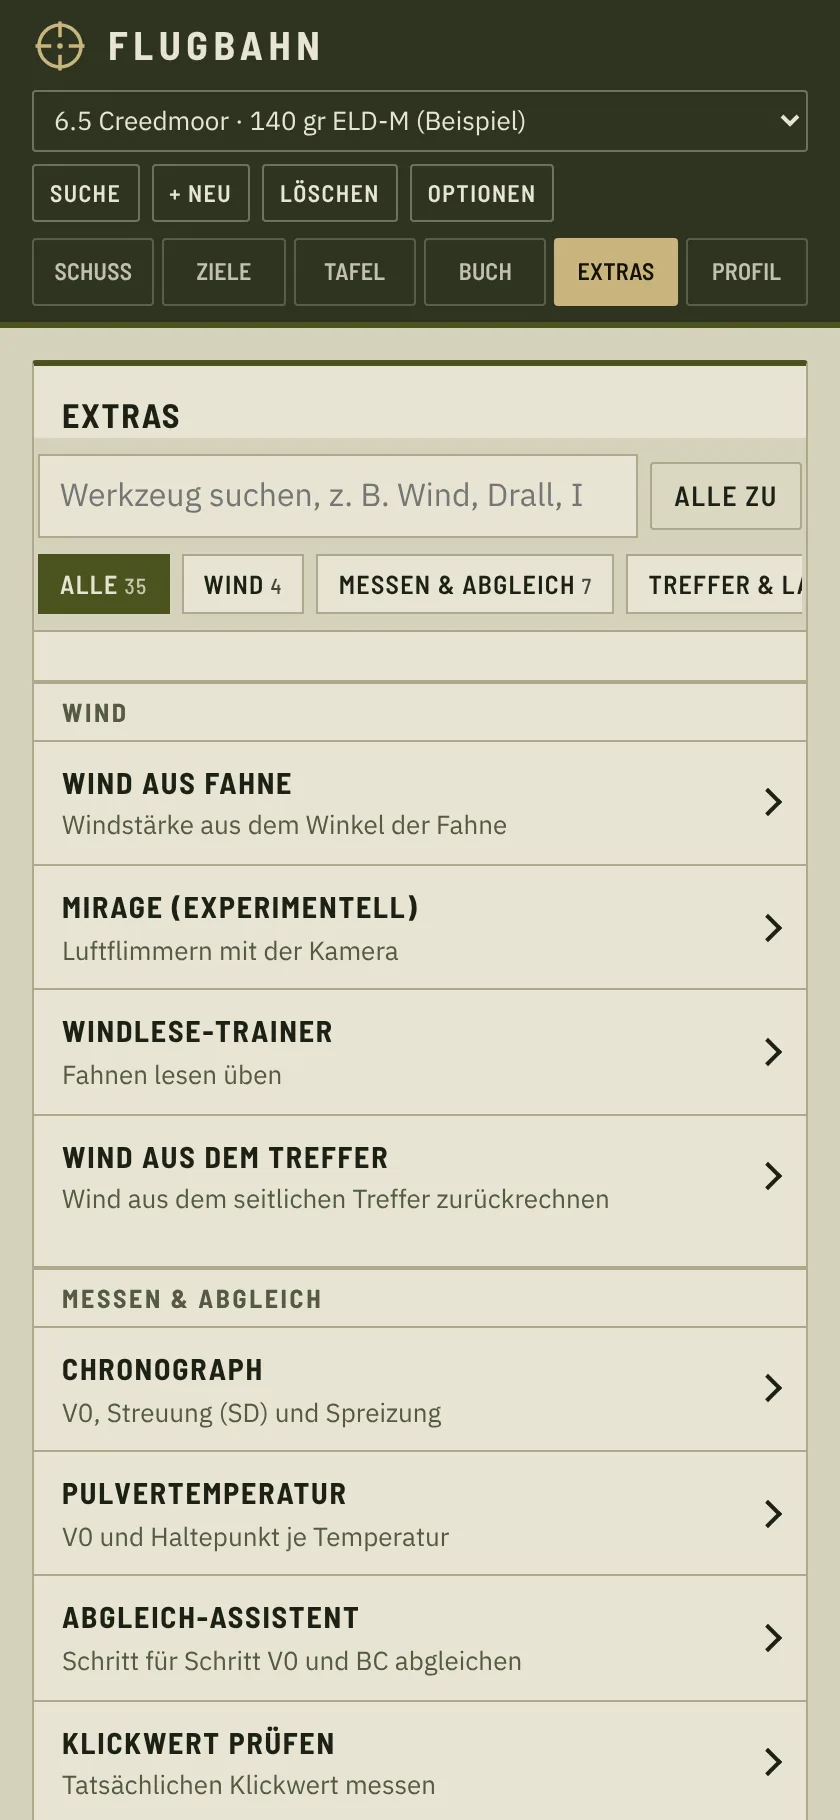 FLUGBAHN
6.5 Creedmoor · 140 gr ELD-M (Beispiel)
SUCHE
+ NEU
LÖSCHEN
OPTIONEN
SCHUSS
ZIELE
TAFEL
BUCH
EXTRAS
PROFIL
EXTRAS
Werkzeug suchen, z. B. Wind, Drall, I
ALLE ZU
ALLE 35
WIND 4
MESSEN & ABGLEICH 7
TREFFER & LA
WIND
WIND AUS FAHNE
Windstärke aus dem Winkel der Fahne
MIRAGE (EXPERIMENTELL)
Luftflimmern mit der Kamera
WINDLESE-TRAINER
Fahnen lesen üben
WIND AUS DEM TREFFER
Wind aus dem seitlichen Treffer zurückrechnen
MESSEN & ABGLEICH
CHRONOGRAPH
V0, Streuung (SD) und Spreizung
PULVERTEMPERATUR
V0 und Haltepunkt je Temperatur
ABGLEICH-ASSISTENT
Schritt für Schritt V0 und BC abgleichen
KLICKWERT PRÜFEN
Tatsächlichen Klickwert messen